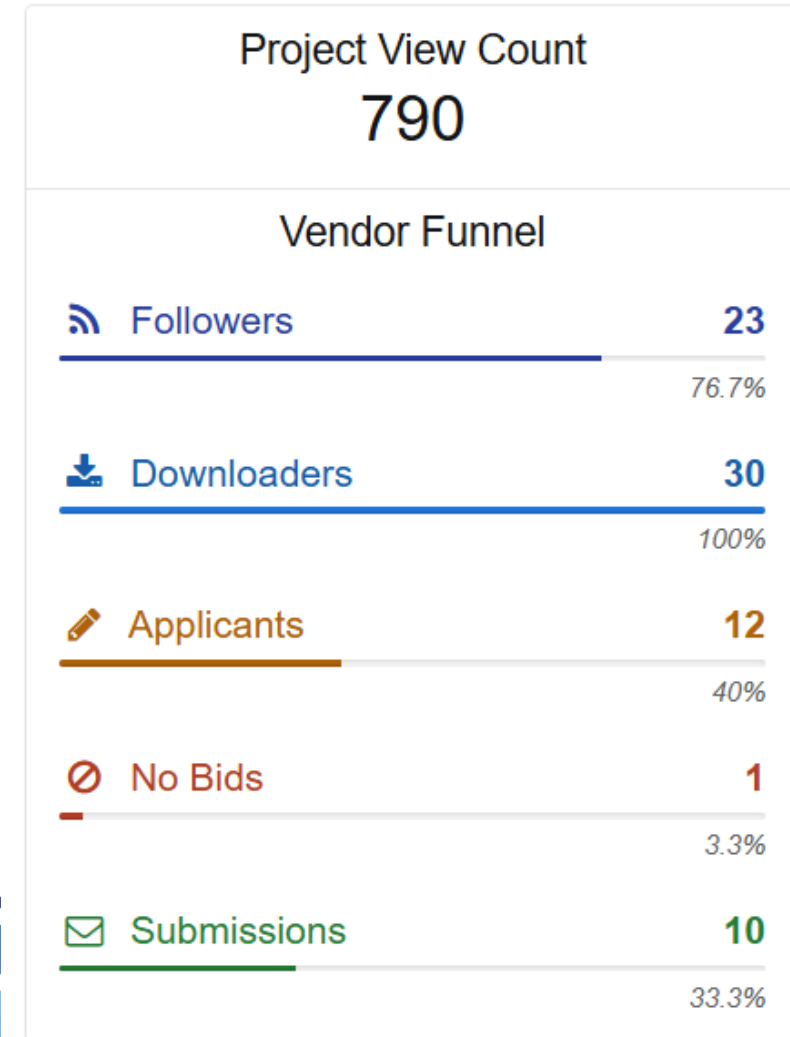 Project View Count
790
Vendor Funnel
Followers 23
76.7%
Downloaders 30
100%
Applicants 12
40%
No Bids 1
3.3%
Submissions 10
33.3%